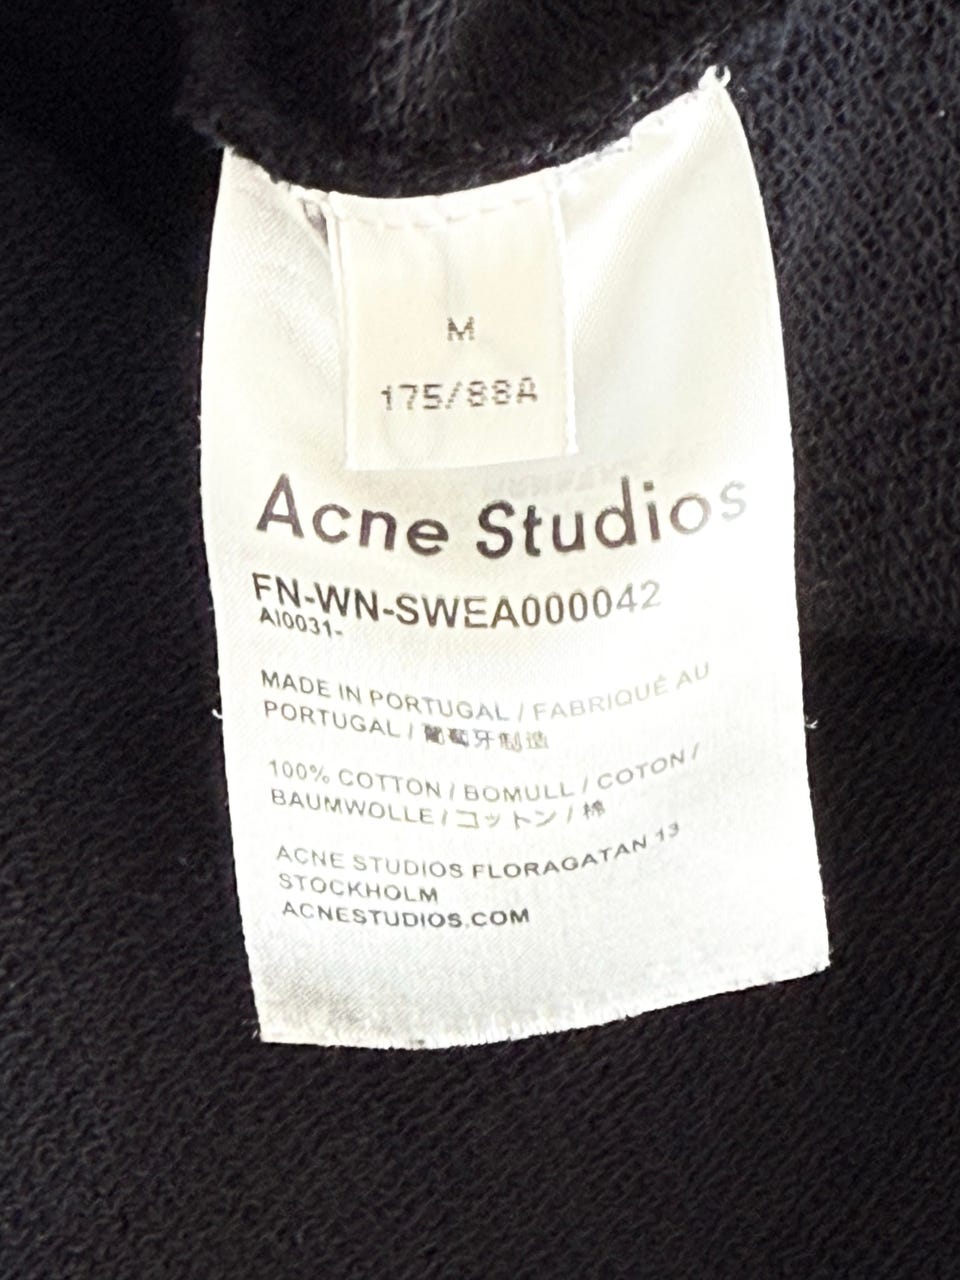 M
175/88A
Acne Studios
FN-WN-SWEA000042
AI0031-
MADE IN PORTUGAL / FABRIQUÉ AU
PORTUGAL / 葡萄牙制造
100% COTTON / BOMULL / COTON /
BAUMWOLLE / コットン / 棉
ACNE STUDIOS FLORAGATAN 13
STOCKHOLM
ACNESTUDIOS.COM